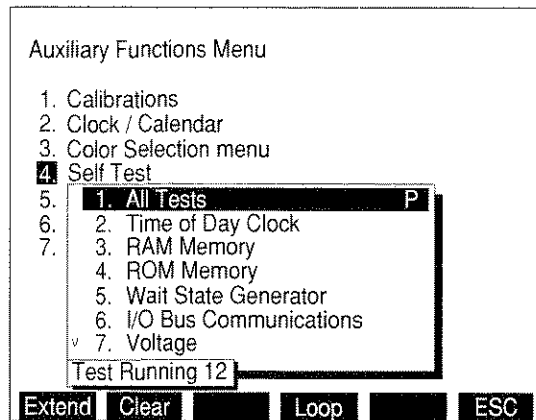 Auxiliary Functions Menu
1. Calibrations
2. Clock / Calendar
3. Color Selection menu
4. Self Test
5.
6.
7.
1. All Tests P
2. Time of Day Clock
3. RAM Memory
4. ROM Memory
5. Wait State Generator
6. I/O Bus Communications
v 7. Voltage
Test Running 12
Extend Clear Loop ESC